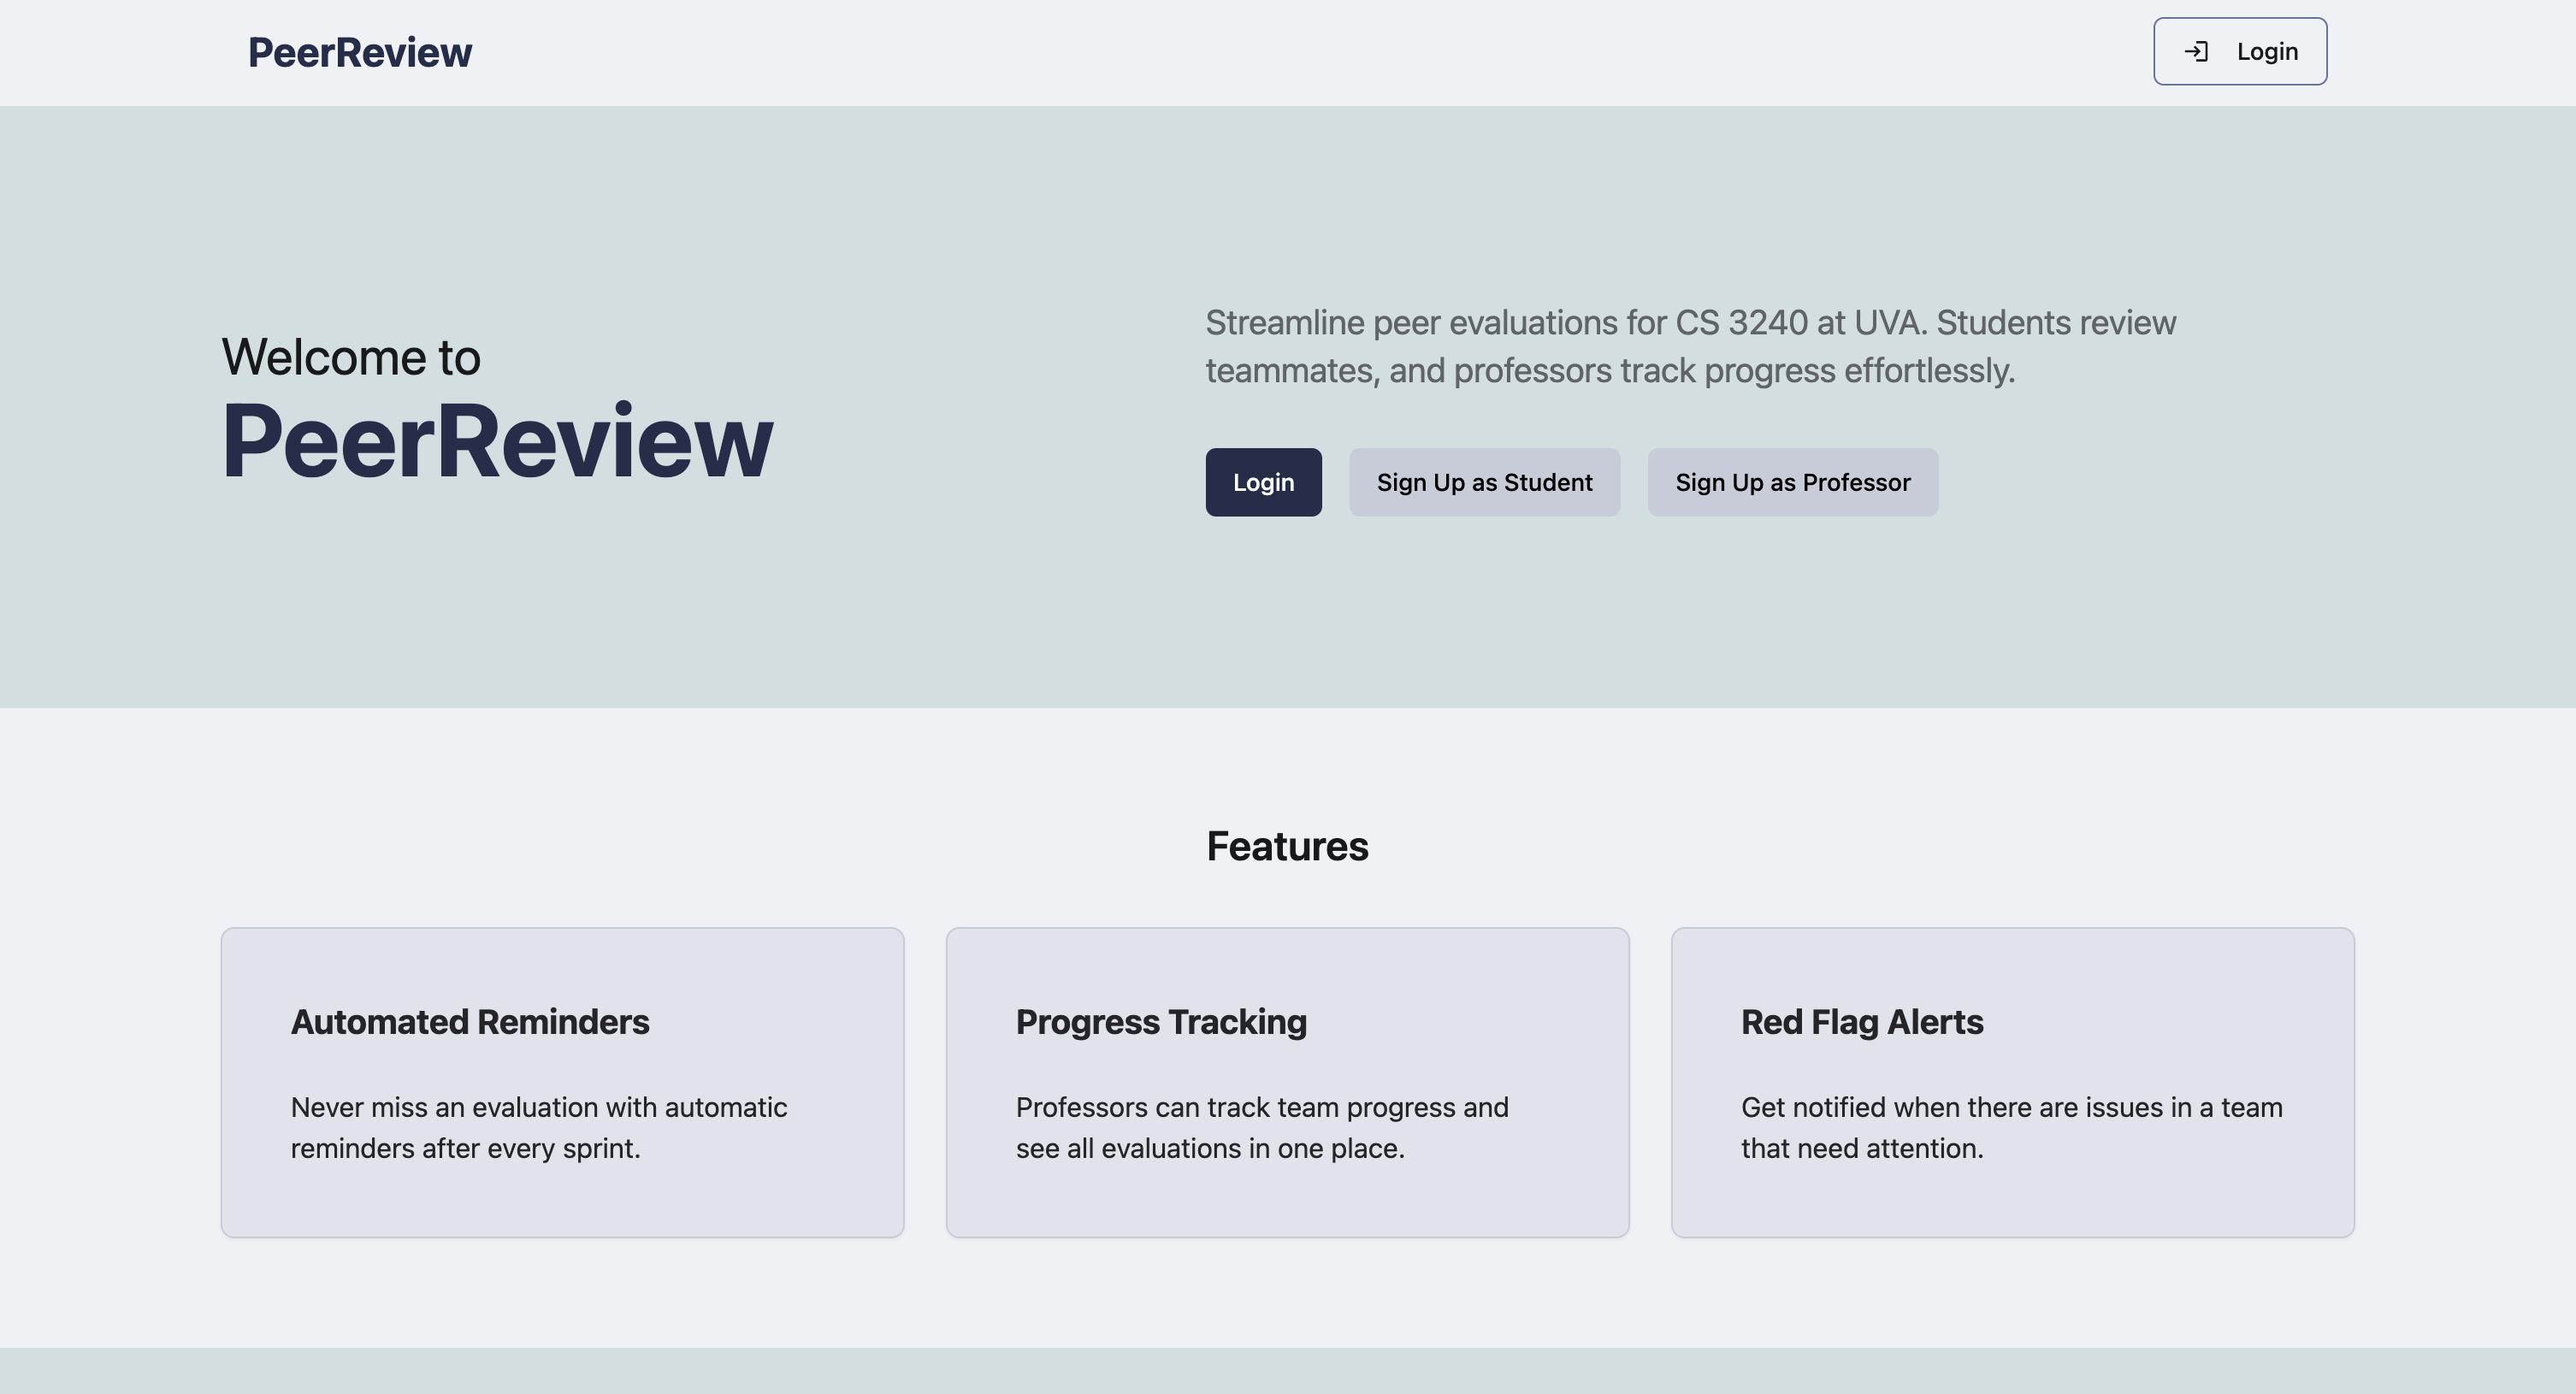 PeerReview
Login
Welcome to
PeerReview
Streamline peer evaluations for CS 3240 at UVA. Students review
teammates, and professors track progress effortlessly.
Login
Sign Up as Student
Sign Up as Professor
Features
Automated Reminders
Never miss an evaluation with automatic
reminders after every sprint.
Progress Tracking
Professors can track team progress and
see all evaluations in one place.
Red Flag Alerts
Get notified when there are issues in a team
that need attention.